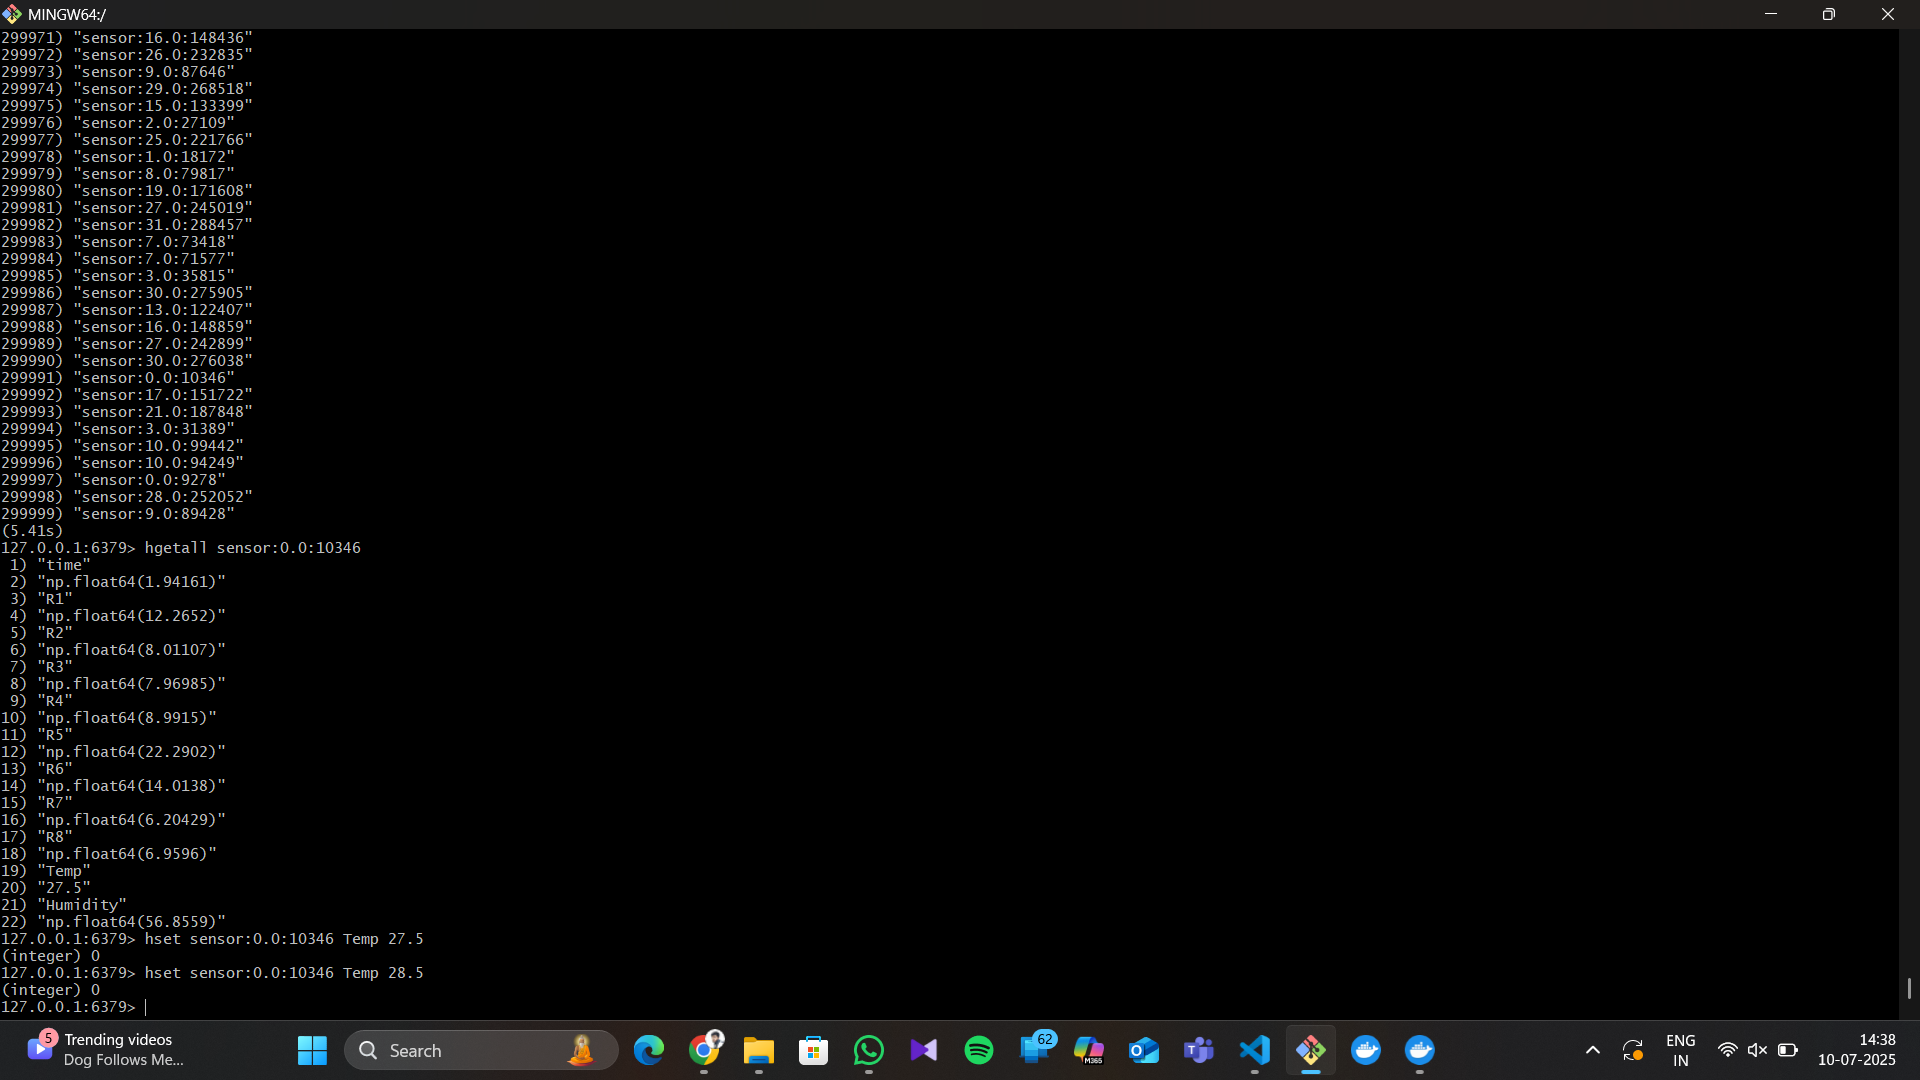 MINGW64:/
299971) "sensor:16.0:148436"
299972) "sensor:26.0:232835"
299973) "sensor:9.0:87646"
299974) "sensor:29.0:268518"
299975) "sensor:15.0:133399"
299976) "sensor:2.0:27109"
299977) "sensor:25.0:221766"
299978) "sensor:1.0:18172"
299979) "sensor:8.0:79817"
299980) "sensor:19.0:171608"
299981) "sensor:27.0:245019"
299982) "sensor:31.0:288457"
299983) "sensor:7.0:73418"
299984) "sensor:7.0:71577"
299985) "sensor:3.0:35815"
299986) "sensor:30.0:275905"
299987) "sensor:13.0:122407"
299988) "sensor:16.0:148859"
299989) "sensor:27.0:242899"
299990) "sensor:30.0:276038"
299991) "sensor:0.0:10346"
299992) "sensor:17.0:151722"
299993) "sensor:21.0:187848"
299994) "sensor:3.0:31389"
299995) "sensor:10.0:99442"
299996) "sensor:10.0:94249"
299997) "sensor:0.0:9278"
299998) "sensor:28.0:252052"
299999) "sensor:9.0:89428"
(5.41s)
127.0.0.1:6379> hgetall sensor:0.0:10346
1) "time"
2) "np.float64(1.94161)"
3) "R1"
4) "np.float64(12.2652)"
5) "R2"
6) "np.float64(8.01107)"
7) "R3"
8) "np.float64(7.96985)"
9) "R4"
10) "np.float64(8.9915)"
11) "R5"
12) "np.float64(22.2902)"
13) "R6"
14) "np.float64(14.0138)"
15) "R7"
16) "np.float64(6.20429)"
17) "R8"
18) "np.float64(6.9596)"
19) "Temp"
20) "27.5"
21) "Humidity"
22) "np.float64(56.8559)"
127.0.0.1:6379> hset sensor:0.0:10346 Temp 27.5
(integer) 0
127.0.0.1:6379> hset sensor:0.0:10346 Temp 28.5
(integer) 0
127.0.0.1:6379>
5
Trending videos
Dog Follows Me...
Search
62
M365
ENG
IN
14:38
10-07-2025